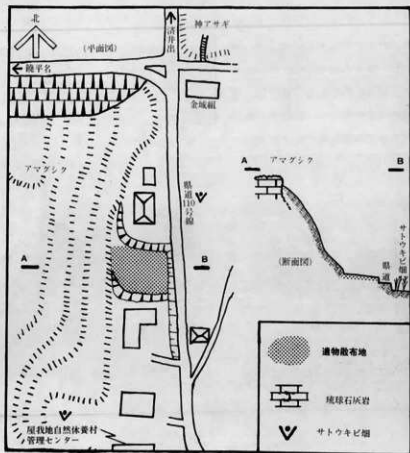 北
(平面図)
済井出
神アサギ
饒平名
金城組
アマグシク
県道110号線
A
B
屋我地自然休養村
管理センター
A
B
アマグシク
(断面図)
県道
サトウキビ畑
遺物散布地
琉球石灰岩
サトウキビ畑